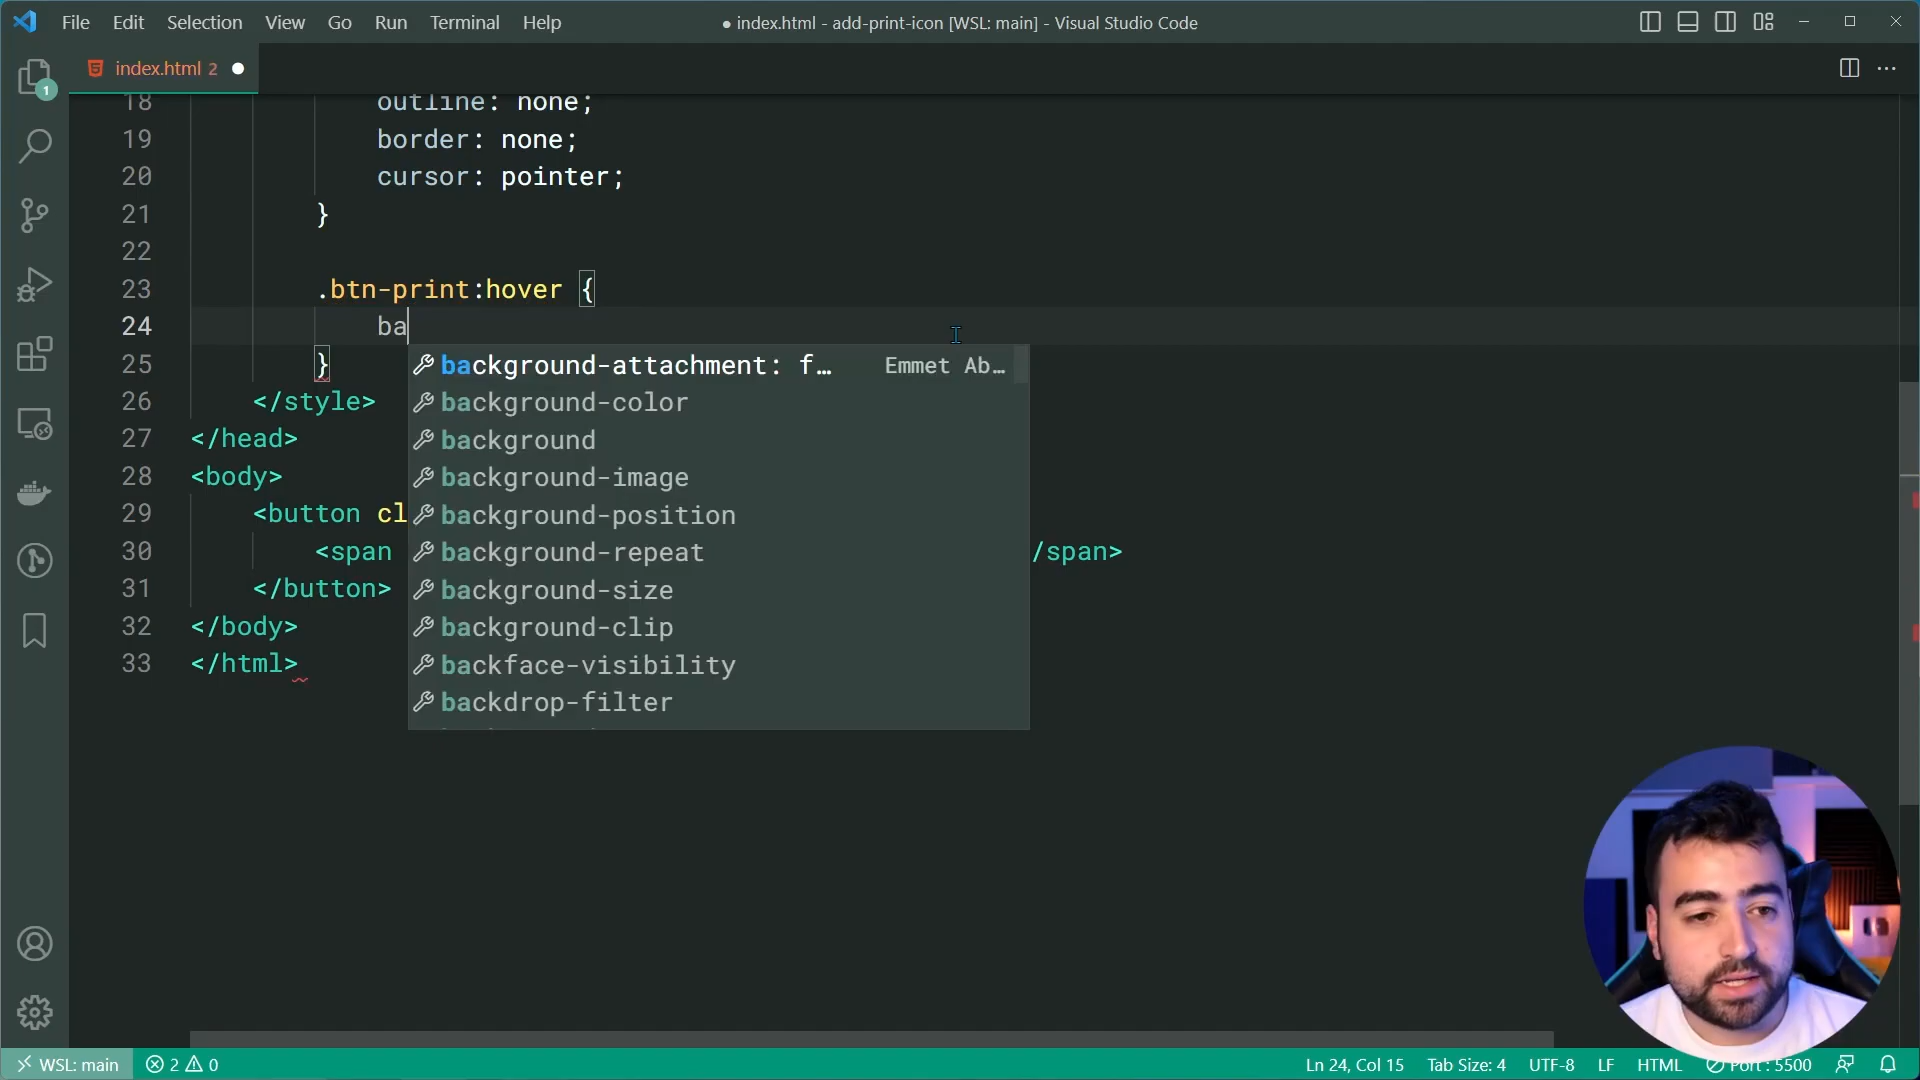 File Edit Selection View Go Run Terminal Help
● index.html - add-print-icon [WSL: main] - Visual Studio Code
index.html 2
1
18 outline: none;
19 border: none;
20 cursor: pointer;
21 }
22
23 .btn-print:hover {
24 ba
25 }
background-attachment: f… Emmet Ab…
26 </style>
background-color
27 </head>
background
28 <body>
background-image
29 <button cl
background-position
30 <span
background-repeat
/span>
31 </button>
background-size
32 </body>
background-clip
33 </html>
backface-visibility
backdrop-filter
WSL: main 2 0
Ln 24, Col 15 Tab Size: 4 UTF-8 LF HTML Port : 5500